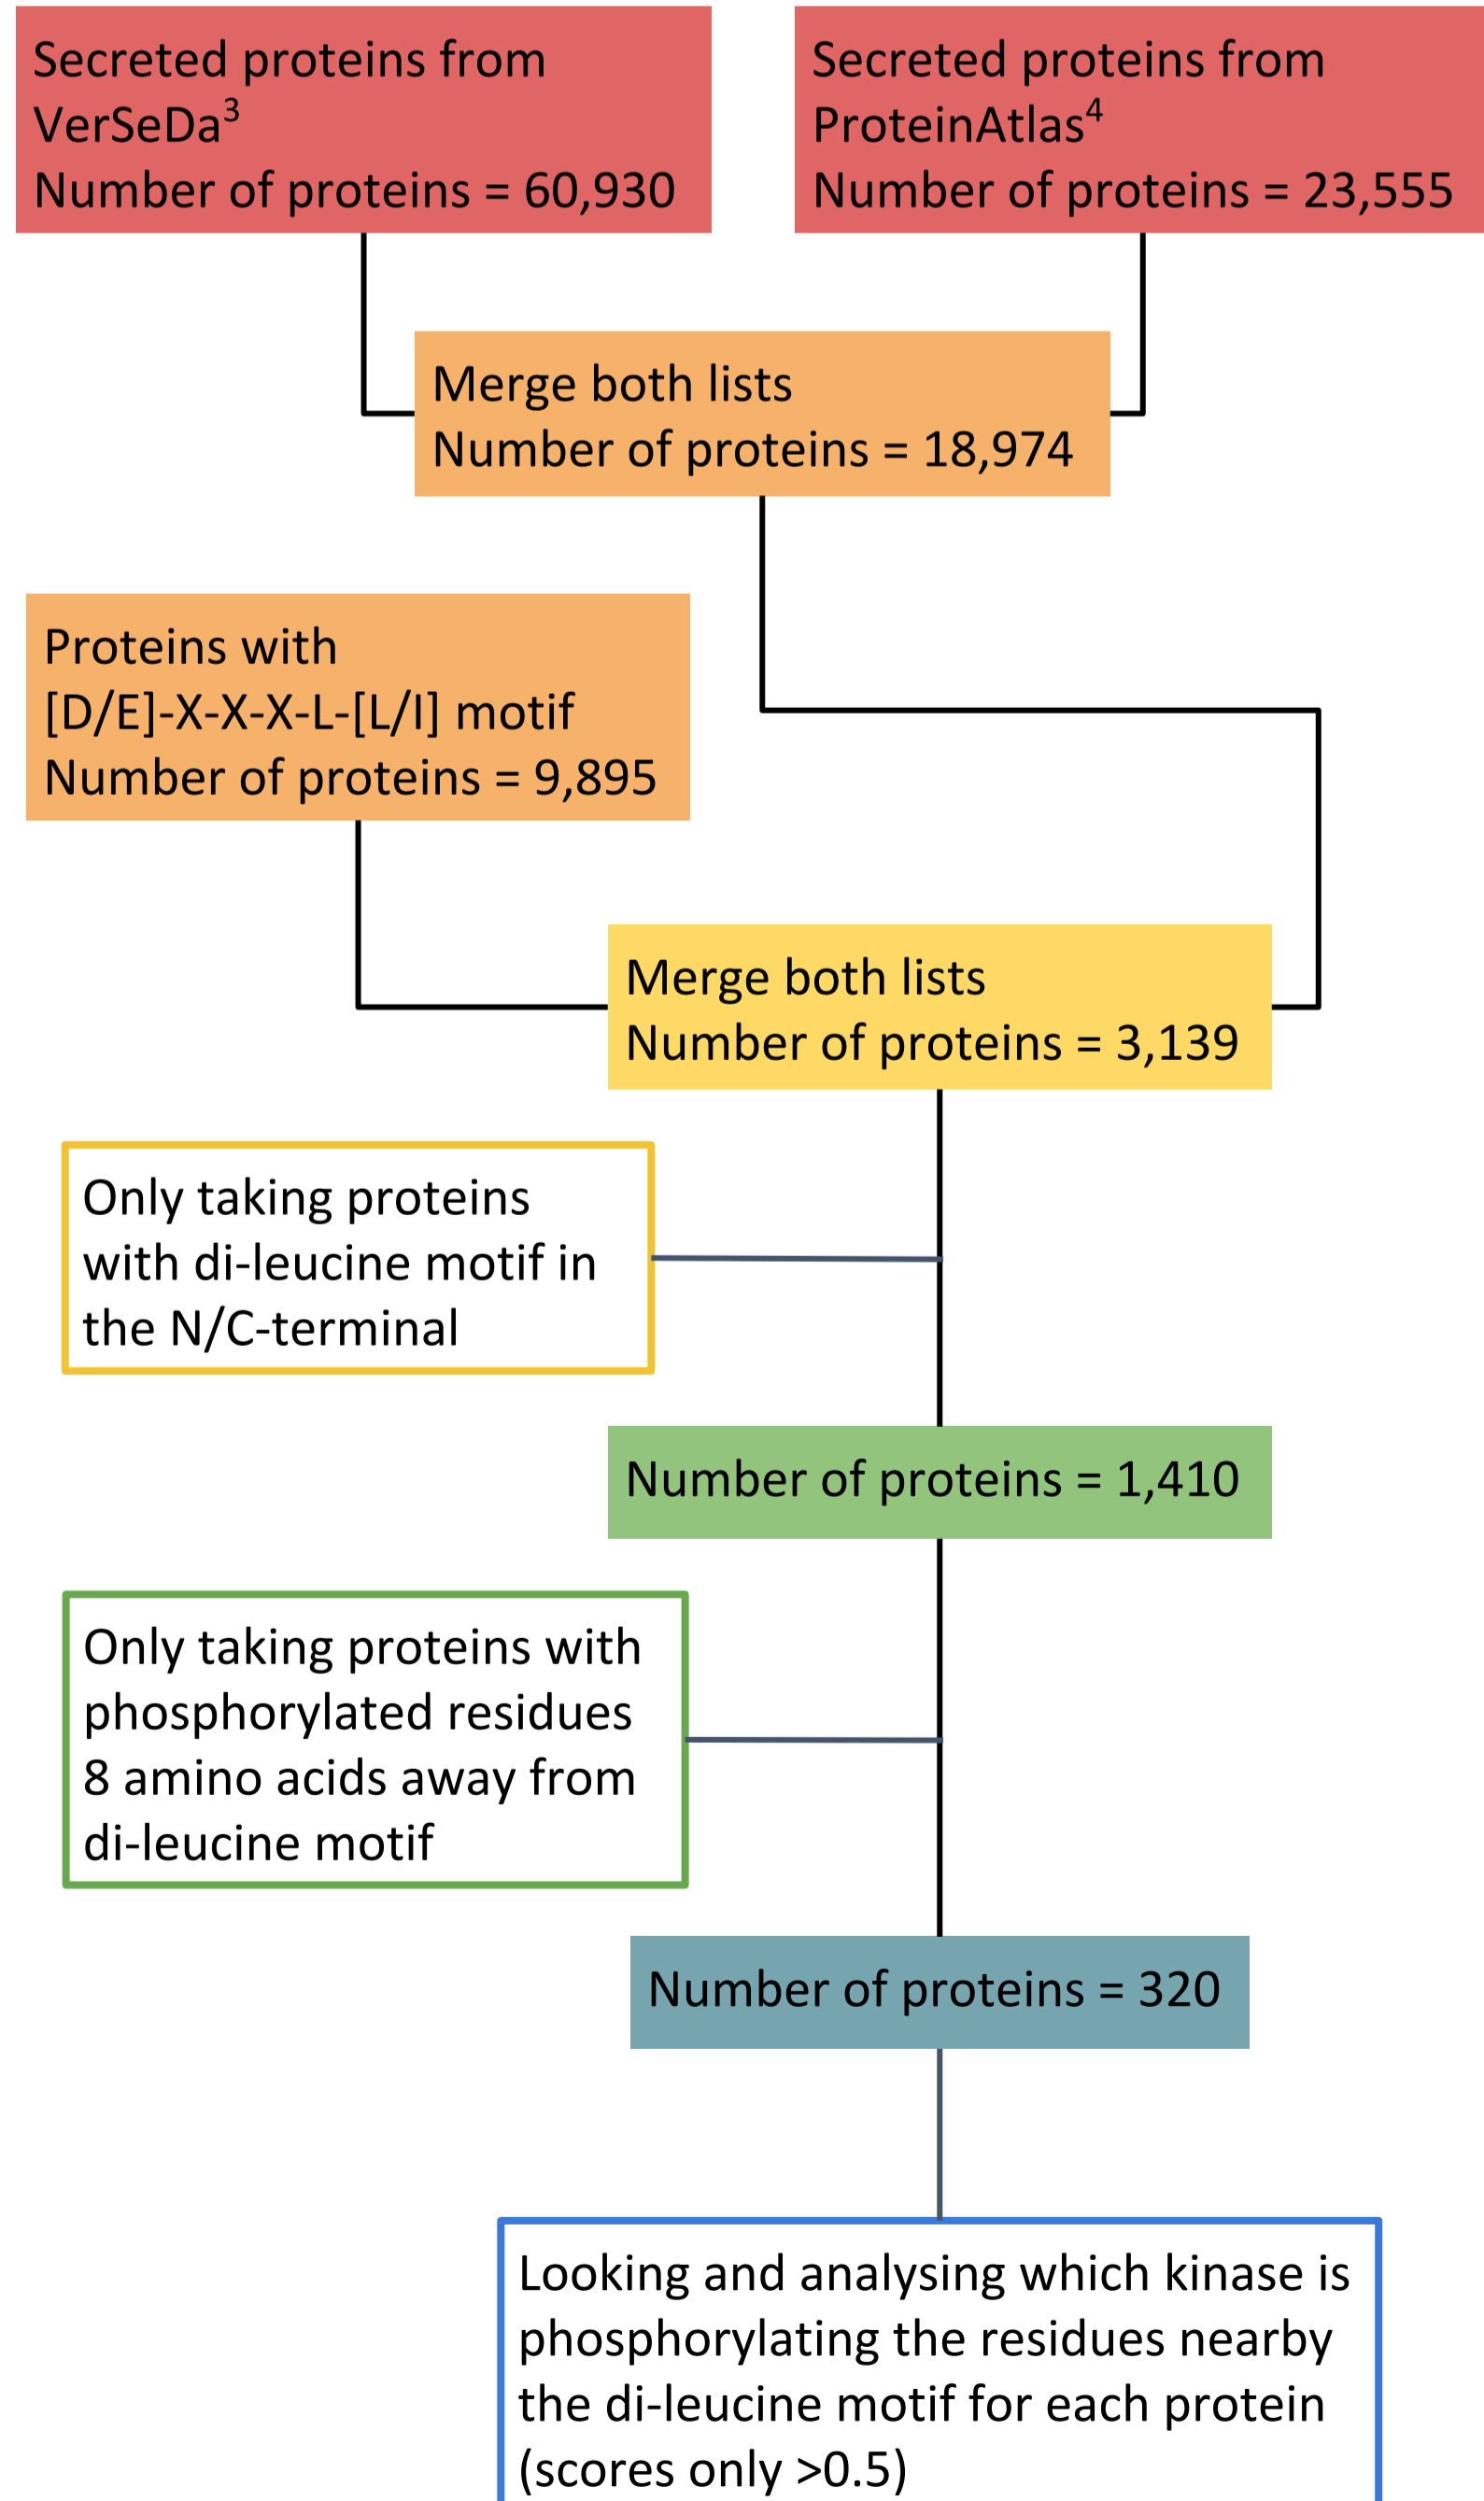 Secreted proteins from
VerSeDa³
Number of proteins = 60,930
Secreted proteins from
ProteinAtlas⁴
Number of proteins = 23,555
Merge both lists
Number of proteins = 18,974
Proteins with
[D/E]-X-X-X-L-[L/I] motif
Number of proteins = 9,895
Merge both lists
Number of proteins = 3,139
Only taking proteins
with di-leucine motif in
the N/C-terminal
Number of proteins = 1,410
Only taking proteins with
phosphorylated residues
8 amino acids away from
di-leucine motif
Number of proteins = 320
Looking and analysing which kinase is
phosphorylating the residues nearby
the di-leucine motif for each protein
(scores only >0.5)